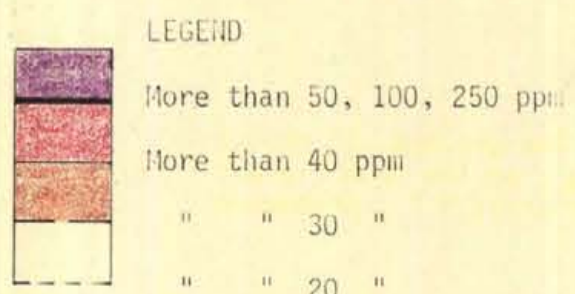 LEGEND
More than 50, 100, 250 ppm
More than 40 ppm
" " 30 "
" " 20 "